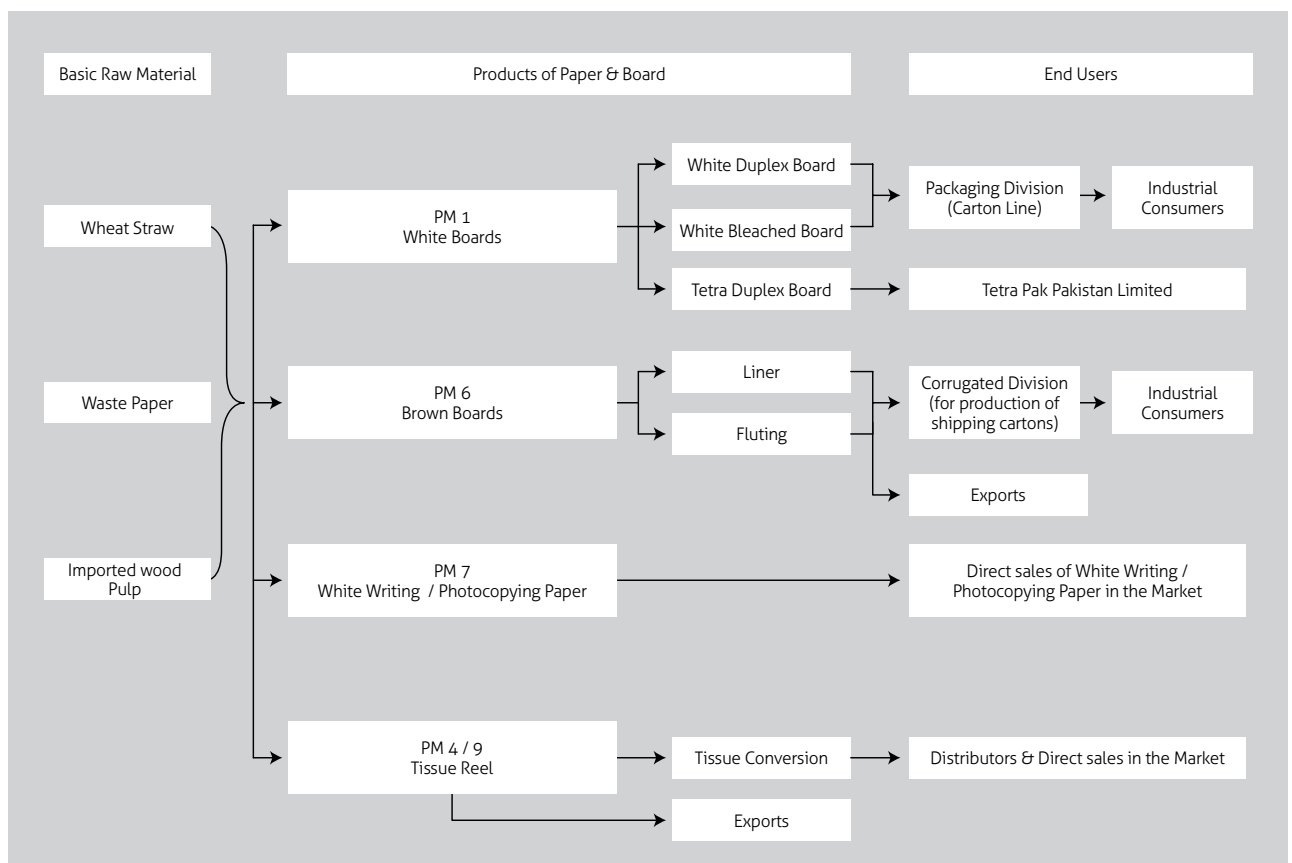 Basic Raw Material
Products of Paper & Board
End Users
Wheat Straw
Waste Paper
Imported wood
Pulp
PM 1
White Boards
White Duplex Board
White Bleached Board
Tetra Duplex Board
Packaging Division
(Carton Line)
Industrial
Consumers
Tetra Pak Pakistan Limited
PM 6
Brown Boards
Liner
Fluting
Corrugated Division
(for production of
shipping cartons)
Industrial
Consumers
Exports
PM 7
White Writing / Photocopying Paper
Direct sales of White Writing /
Photocopying Paper in the Market
PM 4 / 9
Tissue Reel
Tissue Conversion
Distributors & Direct sales in the Market
Exports